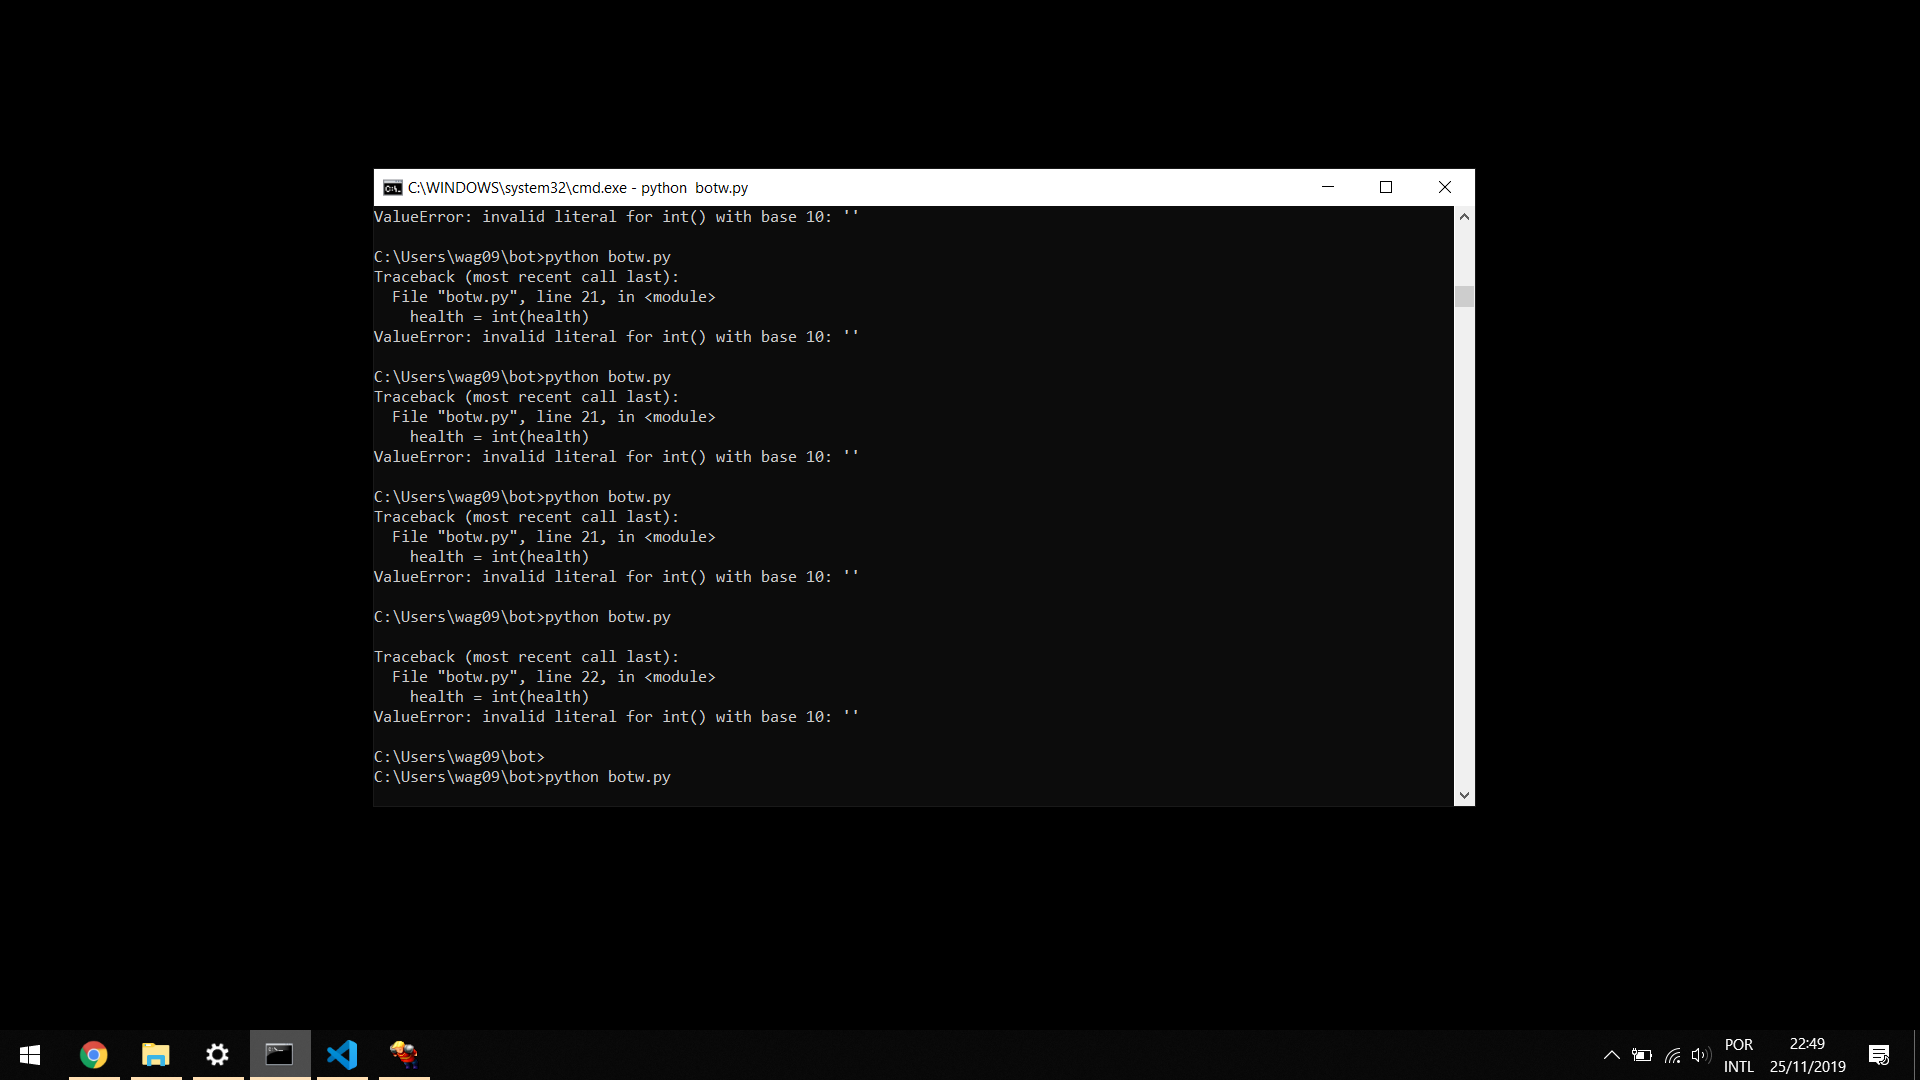 C:\WINDOWS\system32\cmd.exe - python  botw.py
ValueError: invalid literal for int() with base 10: ''
C:\Users\wag09\bot>python botw.py
Traceback (most recent call last):
  File "botw.py", line 21, in <module>
    health = int(health)
ValueError: invalid literal for int() with base 10: ''
C:\Users\wag09\bot>python botw.py
Traceback (most recent call last):
  File "botw.py", line 21, in <module>
    health = int(health)
ValueError: invalid literal for int() with base 10: ''
C:\Users\wag09\bot>python botw.py
Traceback (most recent call last):
  File "botw.py", line 21, in <module>
    health = int(health)
ValueError: invalid literal for int() with base 10: ''
C:\Users\wag09\bot>python botw.py
Traceback (most recent call last):
  File "botw.py", line 22, in <module>
    health = int(health)
ValueError: invalid literal for int() with base 10: ''
C:\Users\wag09\bot>
C:\Users\wag09\bot>python botw.py
POR 22:49
INTL 25/11/2019